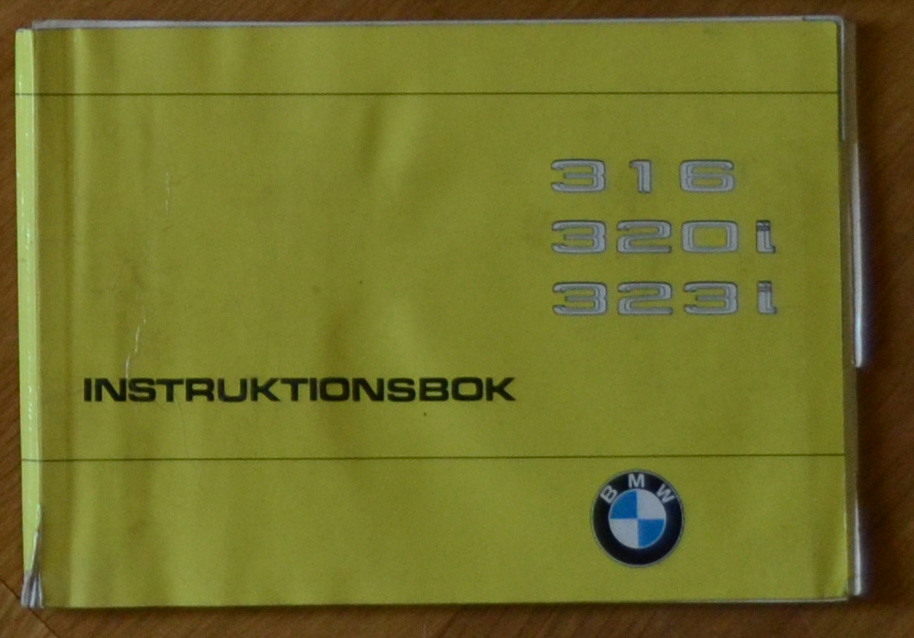 316
320i
323i
INSTRUKTIONSBOK
BMW